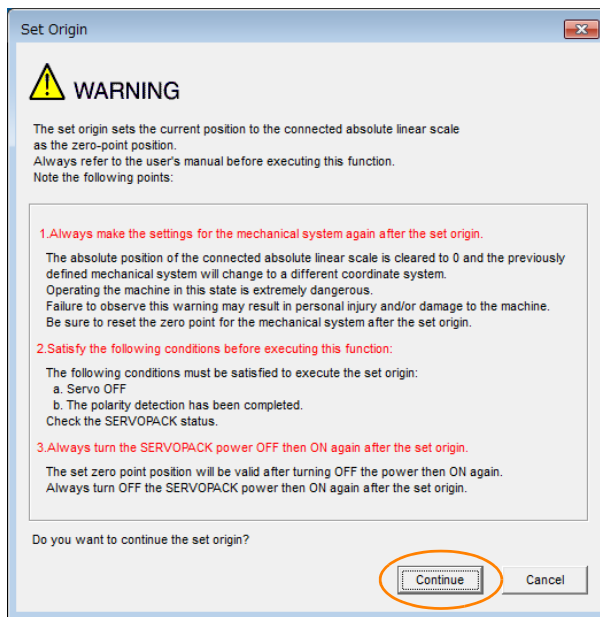 Set Origin
WARNING
The set origin sets the current position to the connected absolute linear scale
as the zero-point position.
Always refer to the user's manual before executing this function.
Note the following points:
1.Always make the settings for the mechanical system again after the set origin.
The absolute position of the connected absolute linear scale is cleared to 0 and the previously
defined mechanical system will change to a different coordinate system.
Operating the machine in this state is extremely dangerous.
Failure to observe this warning may result in personal injury and/or damage to the machine.
Be sure to reset the zero point for the mechanical system after the set origin.
2.Satisfy the following conditions before executing this function:
The following conditions must be satisfied to execute the set origin:
a. Servo OFF
b. The polarity detection has been completed.
Check the SERVOPACK status.
3.Always turn the SERVOPACK power OFF then ON again after the set origin.
The set zero point position will be valid after turning OFF the power then ON again.
Always turn OFF the SERVOPACK power then ON again after the set origin.
Do you want to continue the set origin?
Continue
Cancel